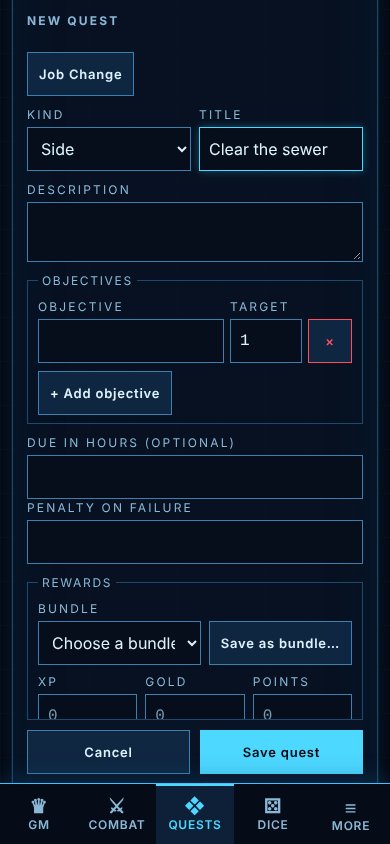 NEW QUEST
Job Change
KIND TITLE
Side Clear the sewer
DESCRIPTION
OBJECTIVES
OBJECTIVE TARGET
1 ×
+ Add objective
DUE IN HOURS (OPTIONAL)
PENALTY ON FAILURE
REWARDS
BUNDLE
Choose a bundle Save as bundle...
XP GOLD POINTS
0 0 0
Cancel Save quest
GM COMBAT QUESTS DICE MORE